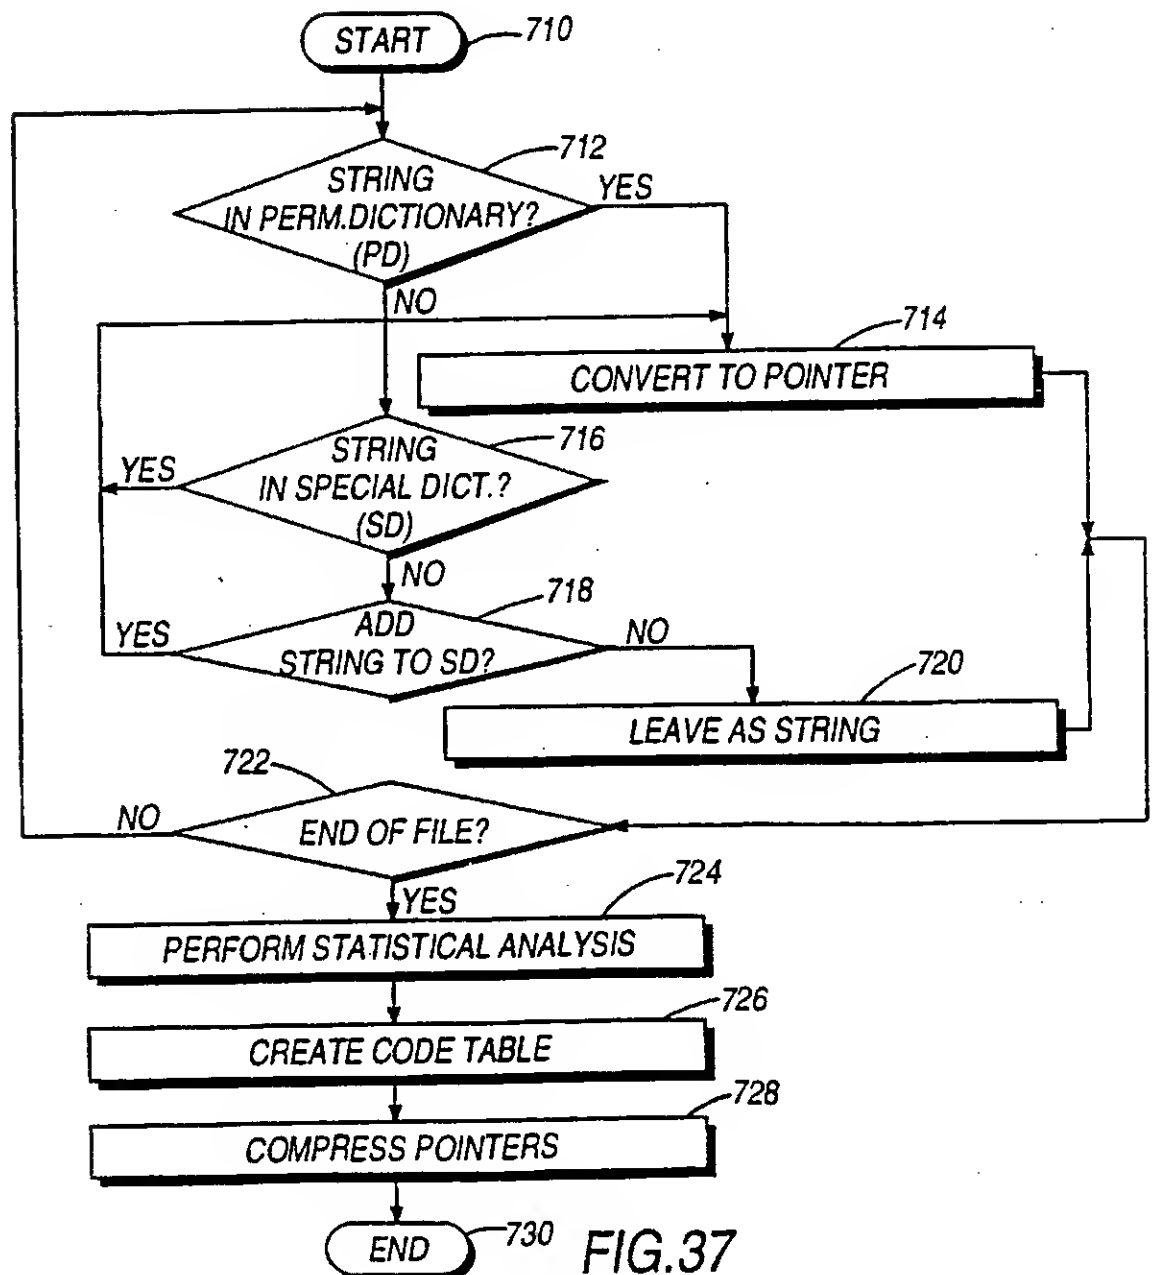 START
710
712
STRING
IN PERM.DICTIONARY?
(PD)
YES
NO
714
CONVERT TO POINTER
716
STRING
IN SPECIAL DICT.?
(SD)
YES
NO
718
ADD
STRING TO SD?
YES
NO
720
LEAVE AS STRING
722
END OF FILE?
NO
YES
724
PERFORM STATISTICAL ANALYSIS
726
CREATE CODE TABLE
728
COMPRESS POINTERS
END
730
FIG.37